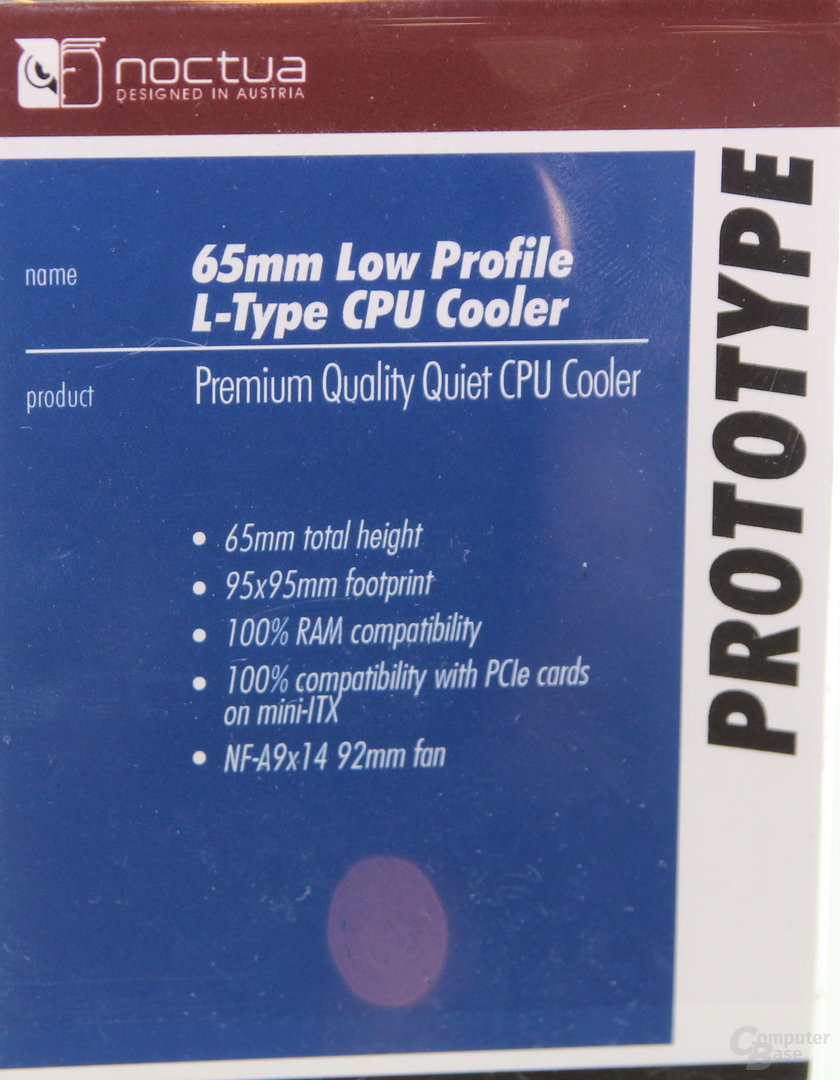 noctua
DESIGNED IN AUSTRIA
name
65mm Low Profile
L-Type CPU Cooler
product
Premium Quality Quiet CPU Cooler
• 65mm total height
• 95x95mm footprint
• 100% RAM compatibility
• 100% compatibility with PCIe cards
on mini-ITX
• NF-A9x14 92mm fan
PROTOTYPE
Computer
Base